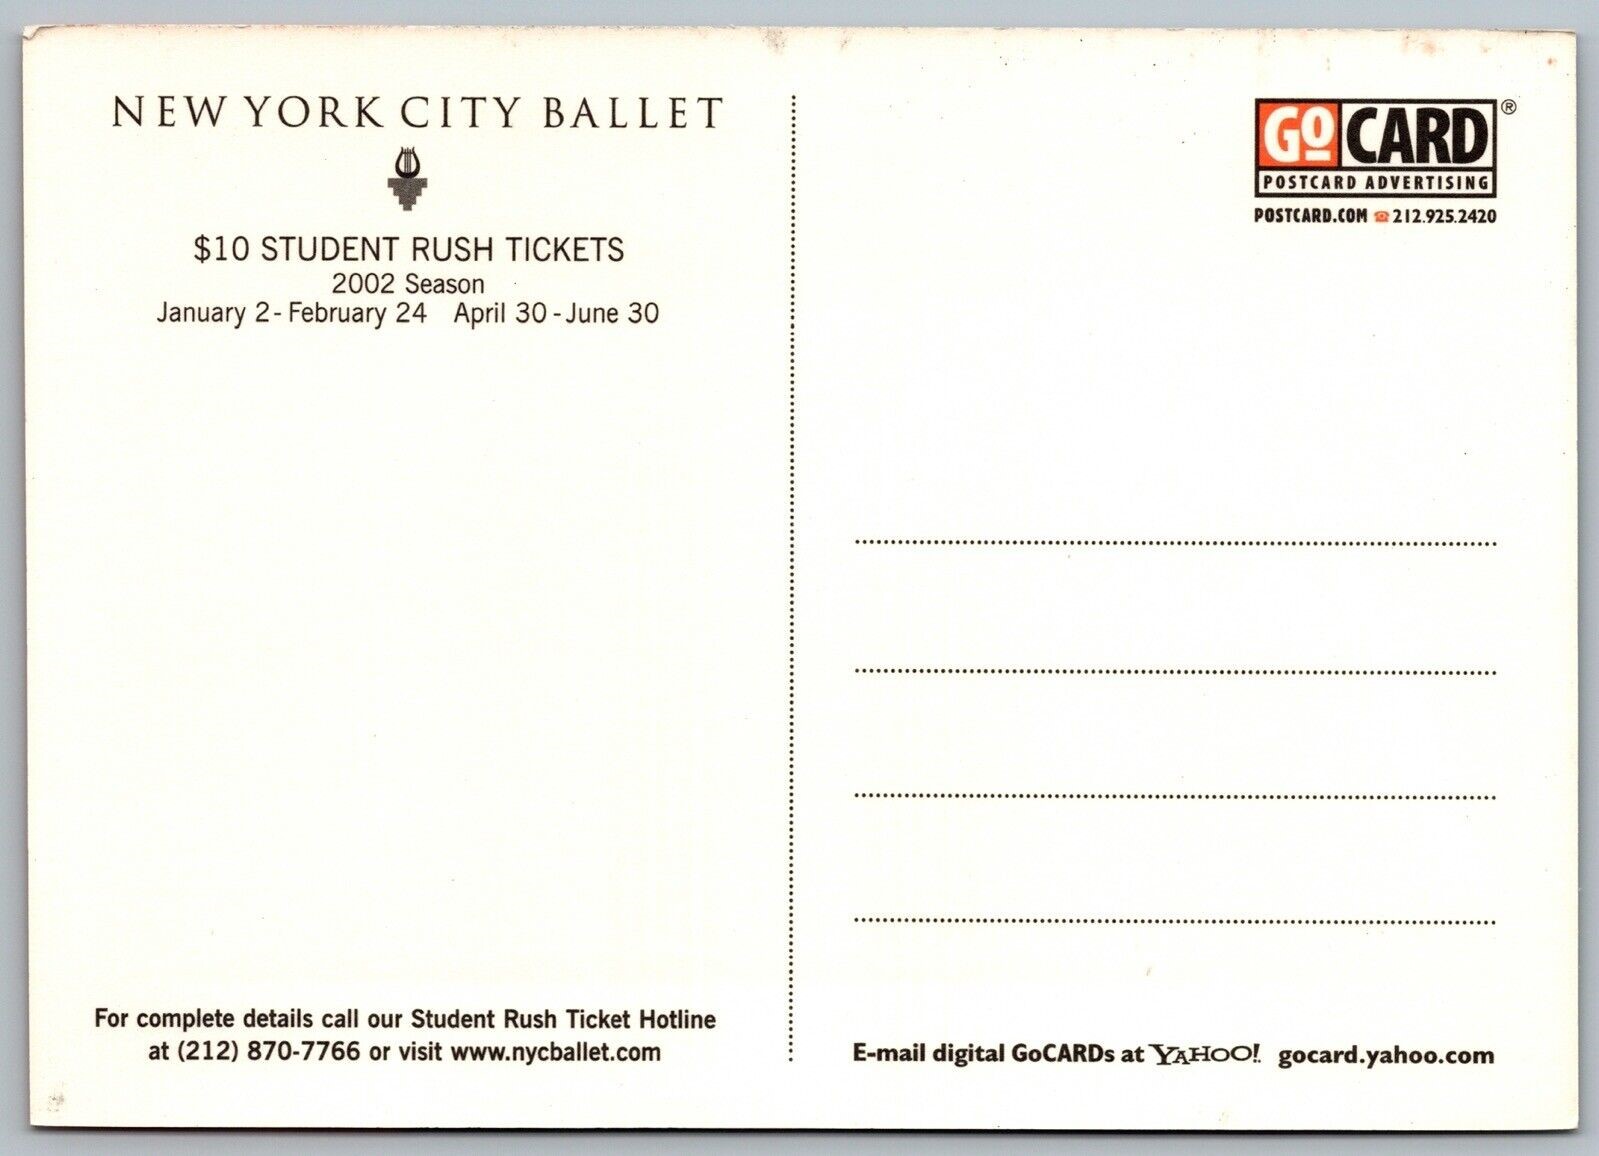 NEW YORK CITY BALLET
$10 STUDENT RUSH TICKETS
2002 Season
January 2 - February 24   April 30 - June 30
For complete details call our Student Rush Ticket Hotline
at (212) 870-7766 or visit www.nycballet.com
GO CARD ®
POSTCARD ADVERTISING
POSTCARD.COM ☎ 212.925.2420
E-mail digital GoCARDs at YAHOO! gocard.yahoo.com